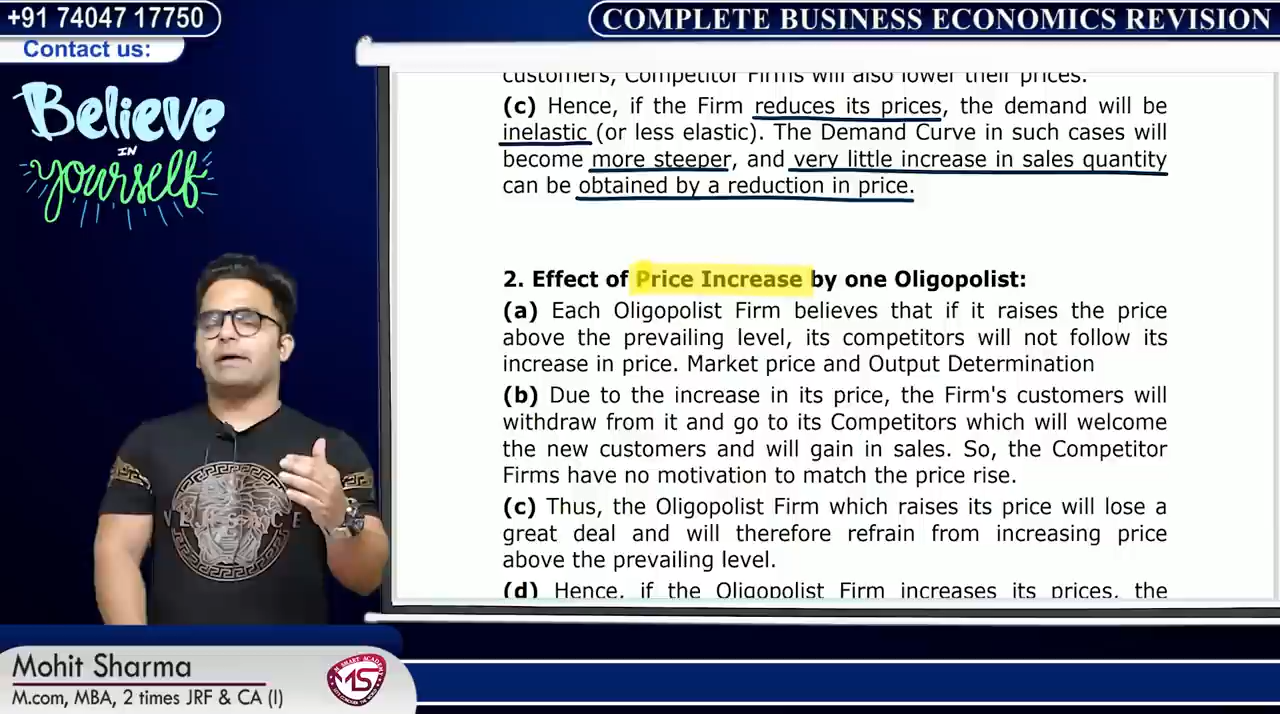 +91 74047 17750
Contact us:
COMPLETE BUSINESS ECONOMICS REVISION
Believe
IN
yourself
customers, Competitor Firms will also lower their prices.
(c) Hence, if the Firm reduces its prices, the demand will be
inelastic (or less elastic). The Demand Curve in such cases will
become more steeper, and very little increase in sales quantity
can be obtained by a reduction in price.
2. Effect of Price Increase by one Oligopolist:
(a) Each Oligopolist Firm believes that if it raises the price
above the prevailing level, its competitors will not follow its
increase in price. Market price and Output Determination
(b) Due to the increase in its price, the Firm's customers will
withdraw from it and go to its Competitors which will welcome
the new customers and will gain in sales. So, the Competitor
Firms have no motivation to match the price rise.
(c) Thus, the Oligopolist Firm which raises its price will lose a
great deal and will therefore refrain from increasing price
above the prevailing level.
(d) Hence, if the Oligopolist Firm increases its prices, the
Mohit Sharma
M.com, MBA, 2 times JRF & CA (I)
MS